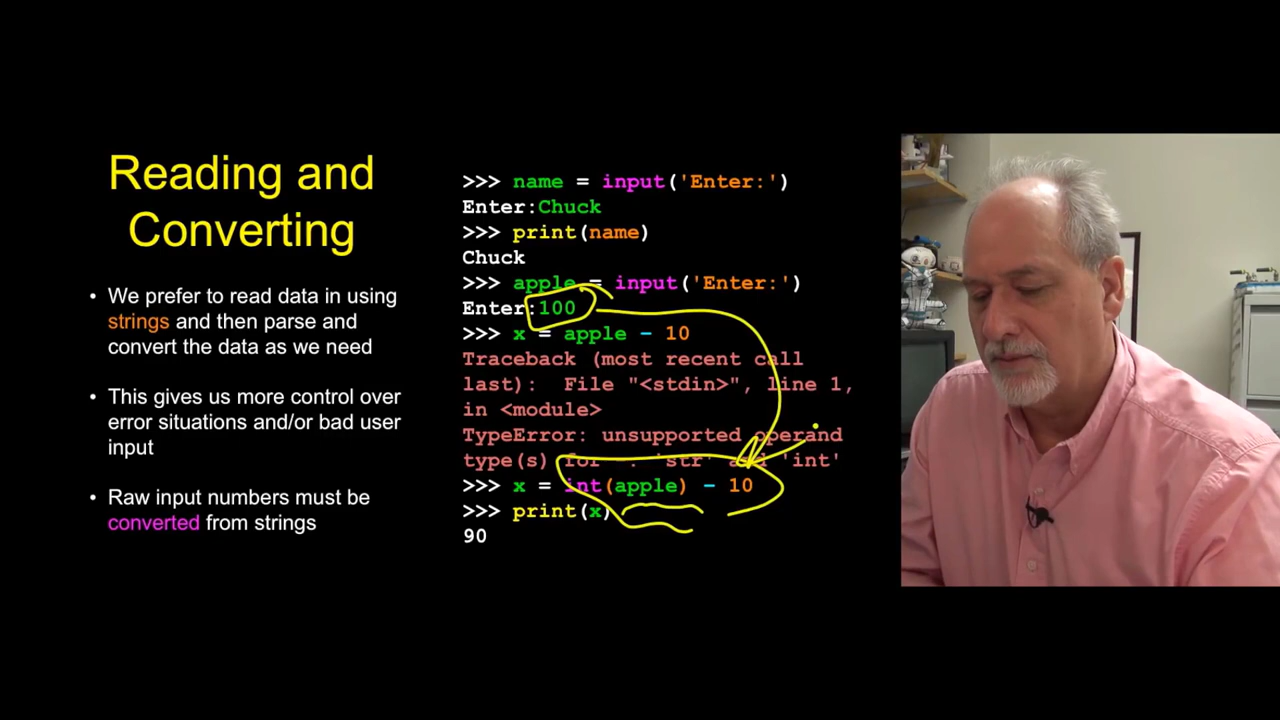 Reading and
Converting
• We prefer to read data in using
strings and then parse and
convert the data as we need
• This gives us more control over
error situations and/or bad user
input
• Raw input numbers must be
converted from strings
>>> name = input('Enter:')
Enter:Chuck
>>> print(name)
Chuck
>>> apple = input('Enter:')
Enter:100
>>> x = apple - 10
Traceback (most recent call
last): File "<stdin>", line 1,
in <module>
TypeError: unsupported operand
type(s) for -: 'str' and 'int'
>>> x = int(apple) - 10
>>> print(x)
90